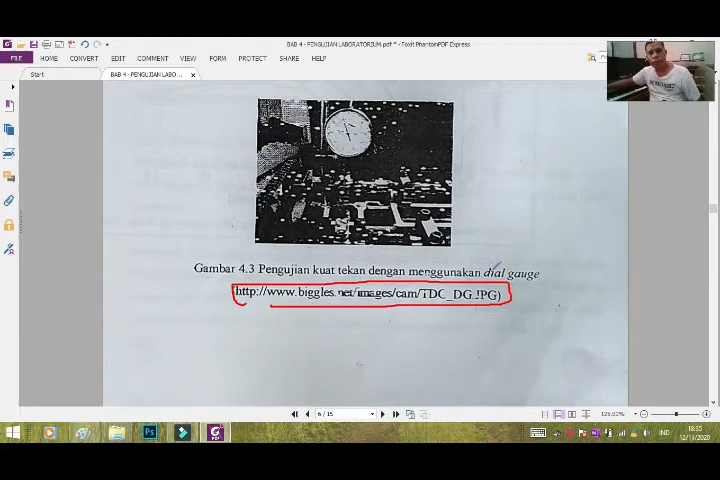 BAB 4 - PENGUJIAN LABORATORIUM.pdf * - Foxit PhantomPDF Express
FILE HOME CONVERT EDIT COMMENT VIEW FORM PROTECT SHARE HELP
Start BAB 4 - PENGUJIAN LABO...
Gambar 4.3 Pengujian kuat tekan dengan menggunakan dial gauge
(http://www.biggles.net/images/cam/TDC_DG.JPG)
6 / 15
125.00%
IND
18:35
12/13/2020